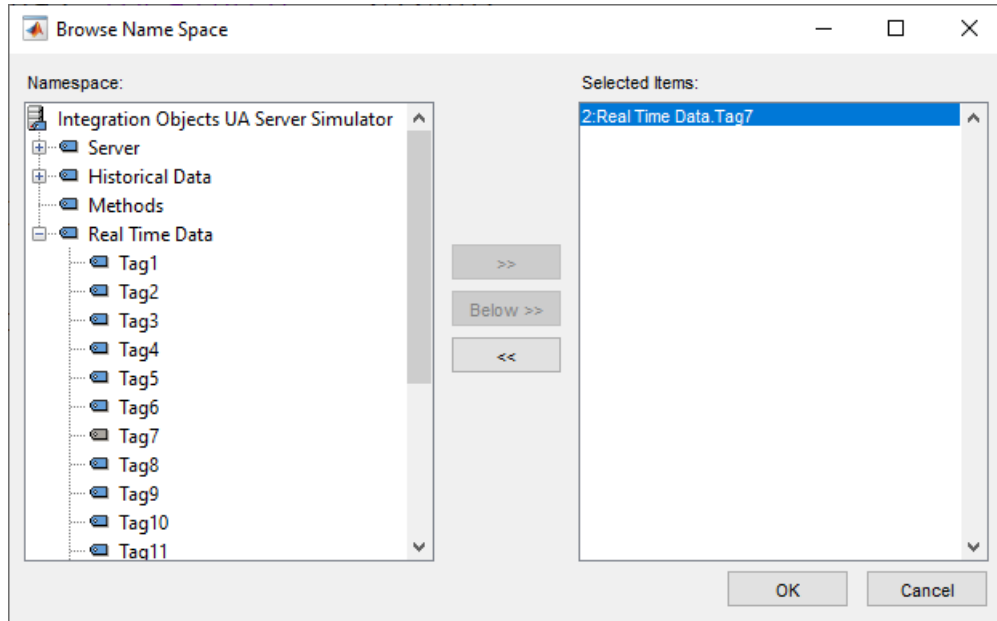 Browse Name Space
Namespace:
Selected Items:
Integration Objects UA Server Simulator
Server
Historical Data
Methods
Real Time Data
Tag1
Tag2
Tag3
Tag4
Tag5
Tag6
Tag7
Tag8
Tag9
Tag10
Tag11
>>
Below >>
<<
2:Real Time Data.Tag7
OK
Cancel